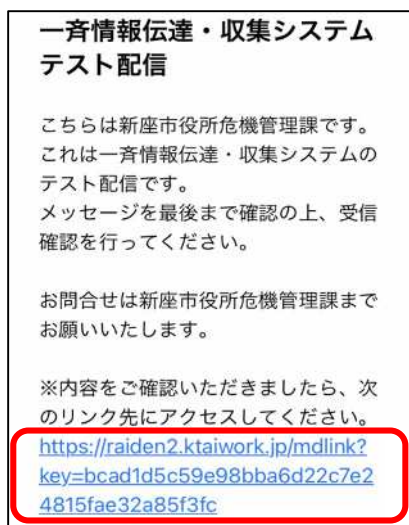 一斉情報伝達・収集システム
テスト配信
こちらは新座市役所危機管理課です。
これは一斉情報伝達・収集システムの
テスト配信です。
メッセージを最後まで確認の上、受信
確認を行ってください。
お問合せは新座市役所危機管理課まで
お願いいたします。
※内容をご確認いただきましたら、次
のリンク先にアクセスしてください。
https://raiden2.ktaiwork.jp/mdlink?
key=bcad1d5c59e98bba6d22c7e2
4815fae32a85f3fc